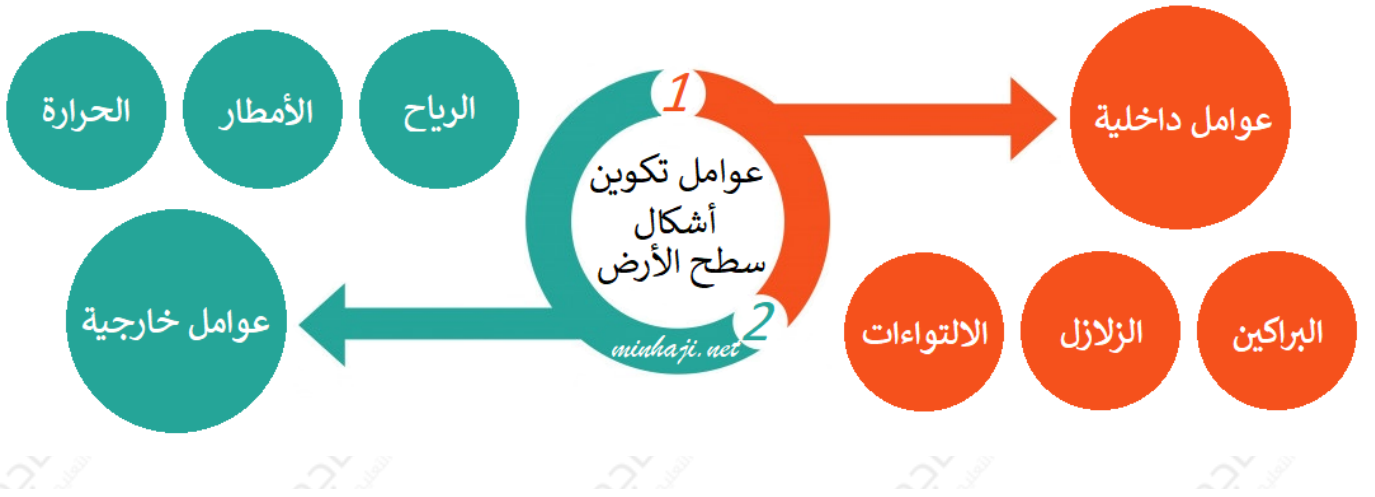 عوامل تكوين
أشكال
سطح الأرض
1
عوامل داخلية
البراكين
الزلازل
الالتواءات
2
عوامل خارجية
الرياح
الأمطار
الحرارة
minhaji.net